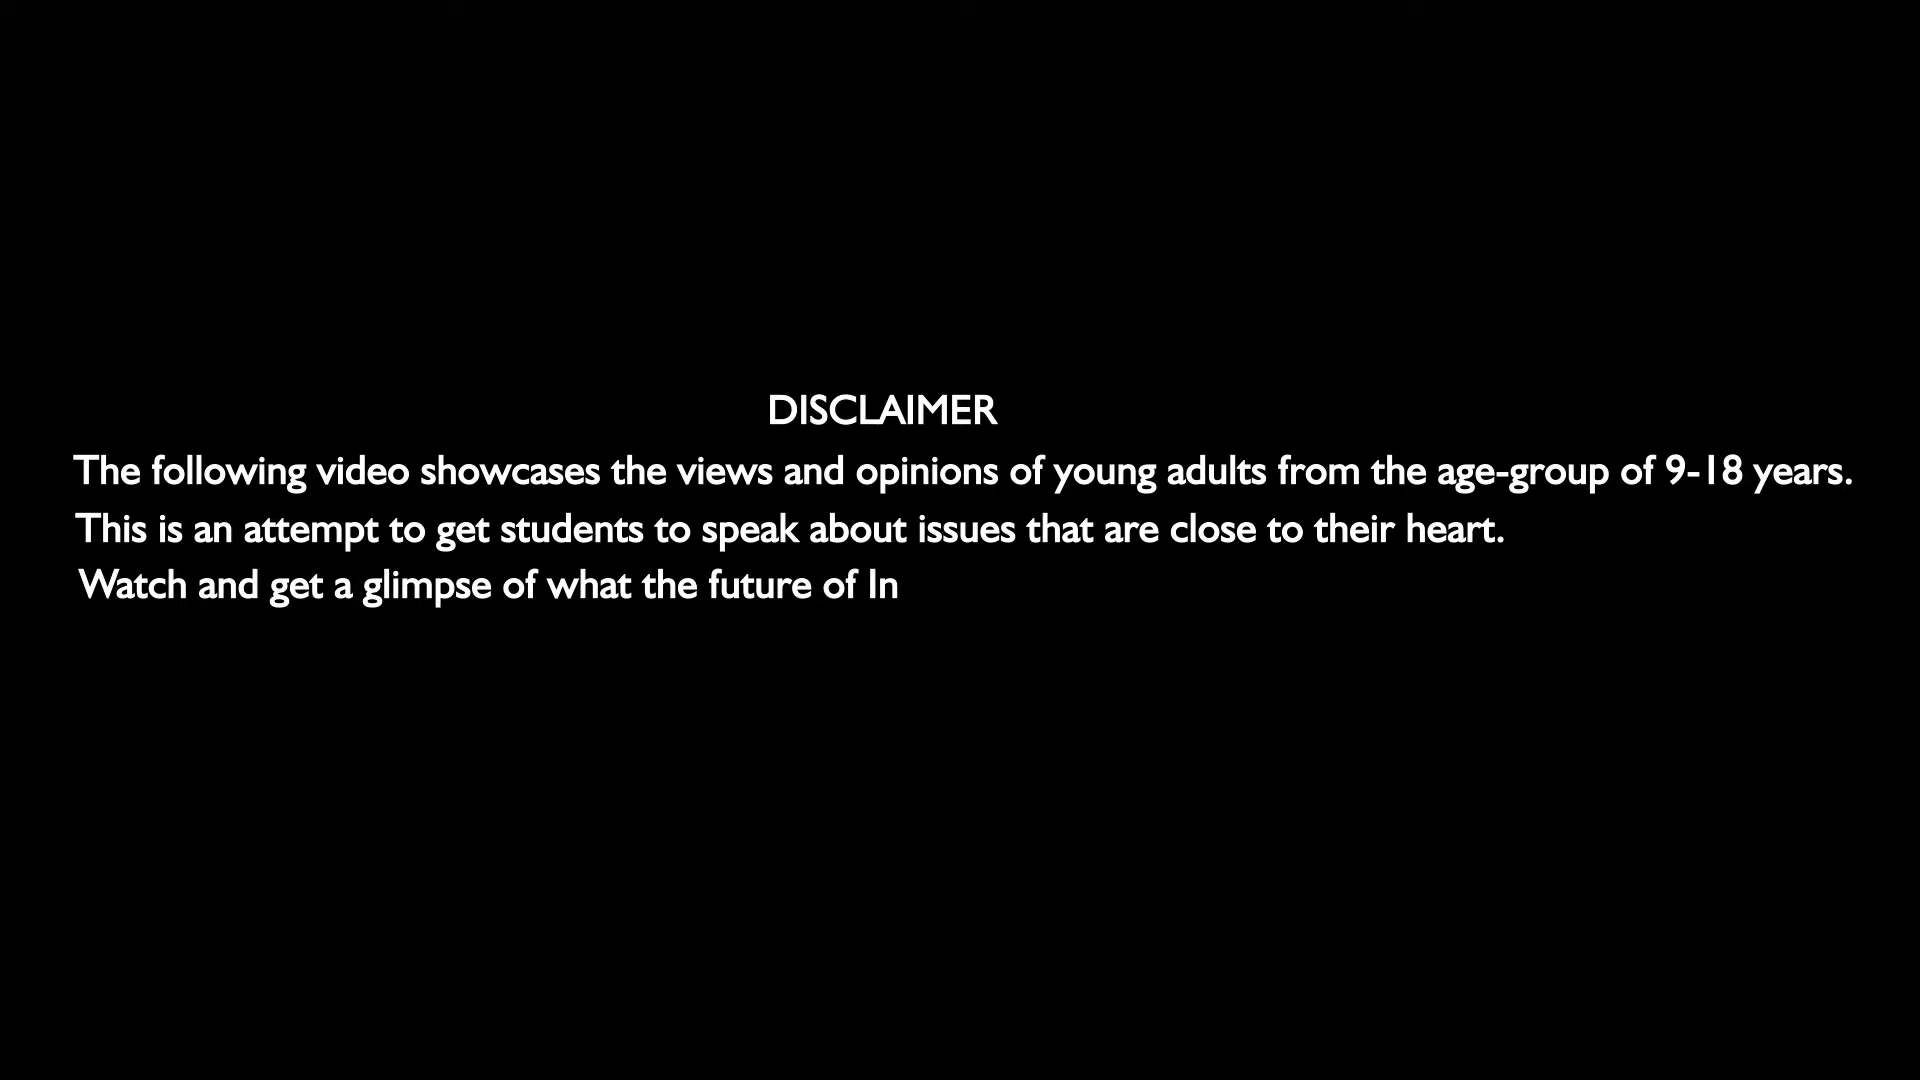 DISCLAIMER
The following video showcases the views and opinions of young adults from the age-group of 9-18 years.
This is an attempt to get students to speak about issues that are close to their heart.
Watch and get a glimpse of what the future of In